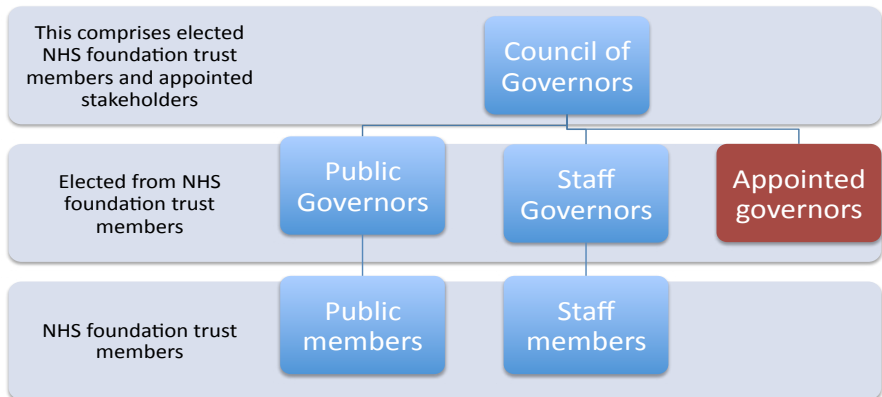 This comprises elected
NHS foundation trust
members and appointed
stakeholders
Council of
Governors
Elected from NHS
foundation trust
members
Public
Governors
Staff
Governors
Appointed
governors
NHS foundation trust
members
Public
members
Staff
members